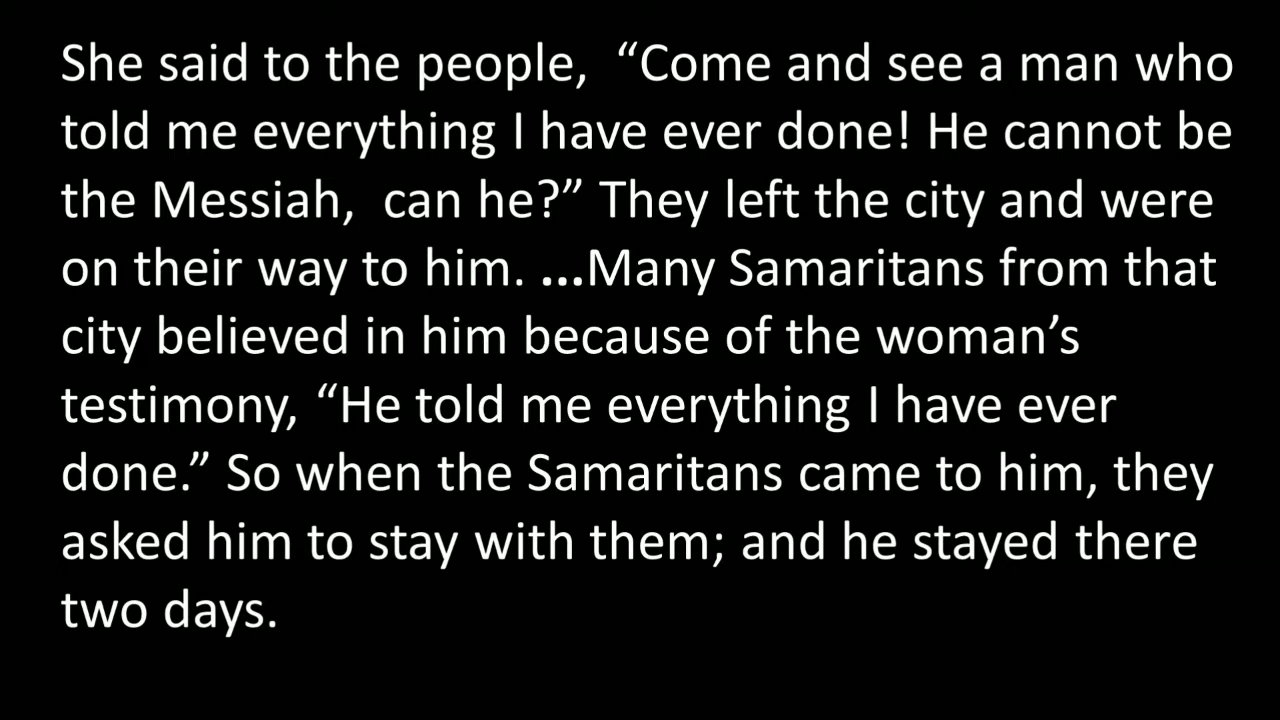 She said to the people,  “Come and see a man who
told me everything I have ever done! He cannot be
the Messiah,  can he?” They left the city and were
on their way to him. ...Many Samaritans from that
city believed in him because of the woman’s
testimony, “He told me everything I have ever
done.” So when the Samaritans came to him, they
asked him to stay with them; and he stayed there
two days.